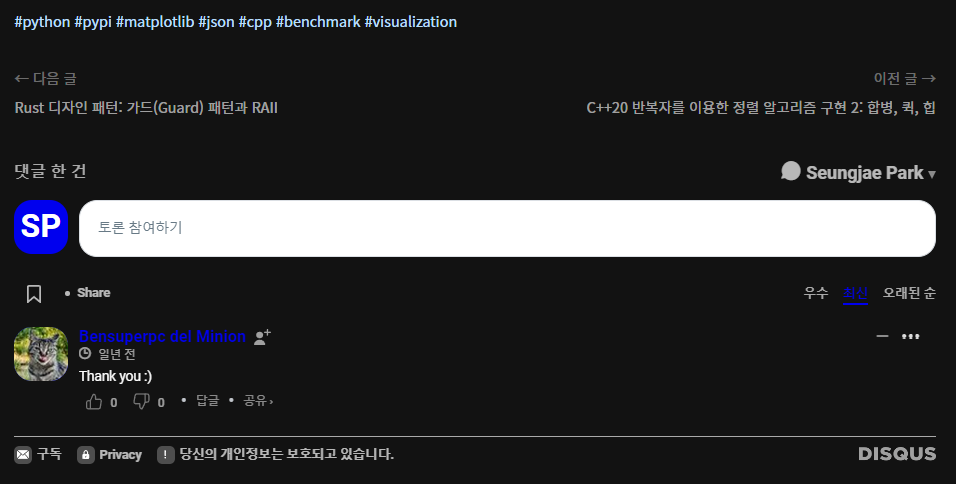 #python #pypi #matplotlib #json #cpp #benchmark #visualization
← 다음 글
이전 글 →
Rust 디자인 패턴: 가드(Guard) 패턴과 RAII
C++20 반복자를 이용한 정렬 알고리즘 구현 2: 합병, 퀵, 힙
댓글 한 건
Seungjae Park ▾
SP
토론 참여하기
• Share
우수 최신 오래된 순
Bensuperpc del Minion
일년 전
Thank you :)
0 0 • 답글 • 공유 ›
구독 Privacy ! 당신의 개인정보는 보호되고 있습니다.
DISQUS